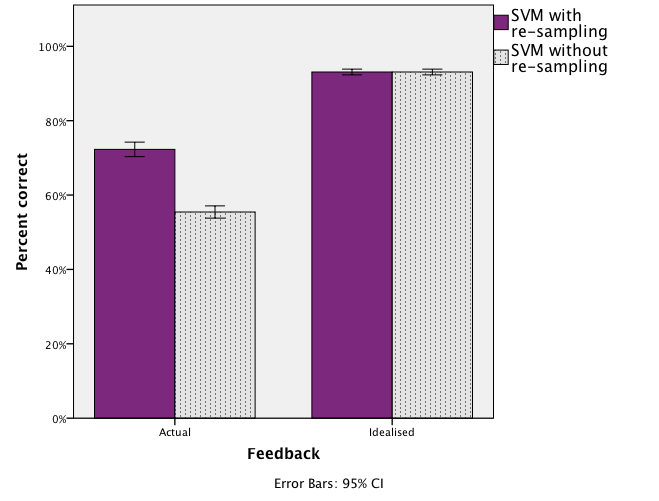 SVM with
re-sampling
SVM without
re-sampling
100%
80%
60%
40%
20%
0%
Percent correct
Actual
Idealised
Feedback
Error Bars: 95% CI